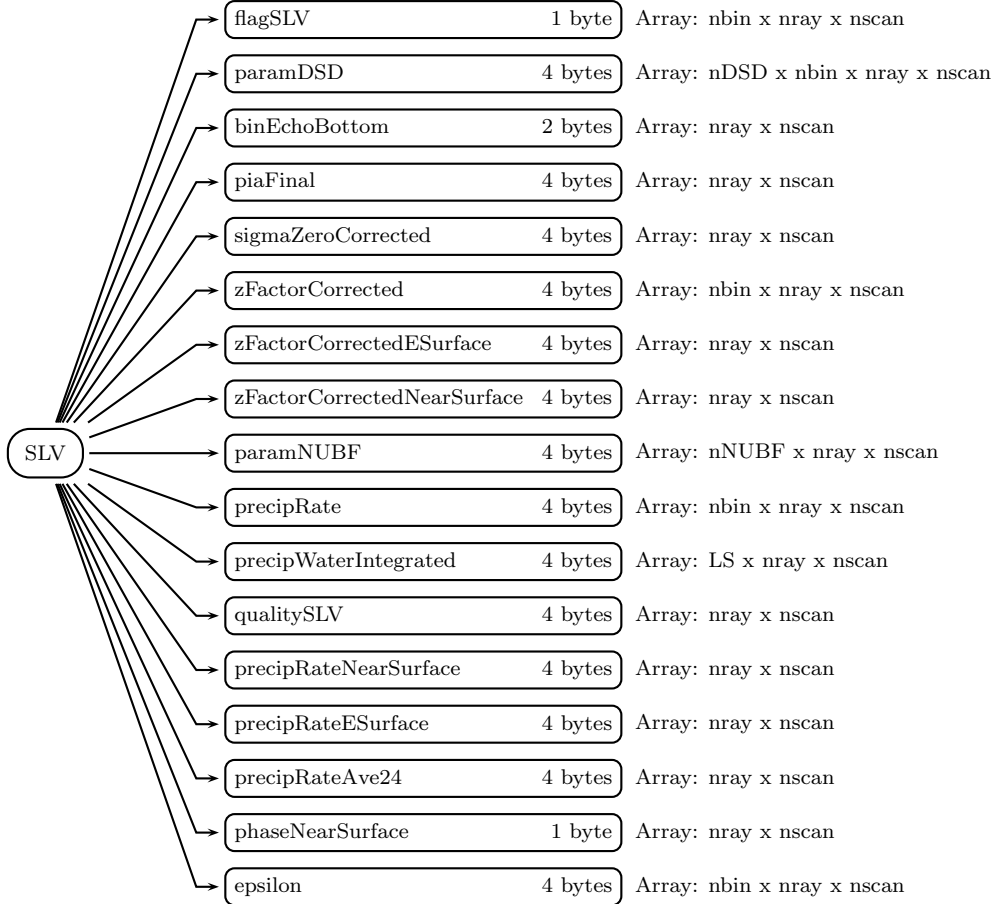 flagSLV 1 byte Array: nbin x nray x nscan
paramDSD 4 bytes Array: nDSD x nbin x nray x nscan
binEchoBottom 2 bytes Array: nray x nscan
piaFinal 4 bytes Array: nray x nscan
sigmaZeroCorrected 4 bytes Array: nray x nscan
zFactorCorrected 4 bytes Array: nbin x nray x nscan
zFactorCorrectedESurface 4 bytes Array: nray x nscan
zFactorCorrectedNearSurface 4 bytes Array: nray x nscan
SLV paramNUBF 4 bytes Array: nNUBF x nray x nscan
precipRate 4 bytes Array: nbin x nray x nscan
precipWaterIntegrated 4 bytes Array: LS x nray x nscan
qualitySLV 4 bytes Array: nray x nscan
precipRateNearSurface 4 bytes Array: nray x nscan
precipRateESurface 4 bytes Array: nray x nscan
precipRateAve24 4 bytes Array: nray x nscan
phaseNearSurface 1 byte Array: nray x nscan
epsilon 4 bytes Array: nbin x nray x nscan